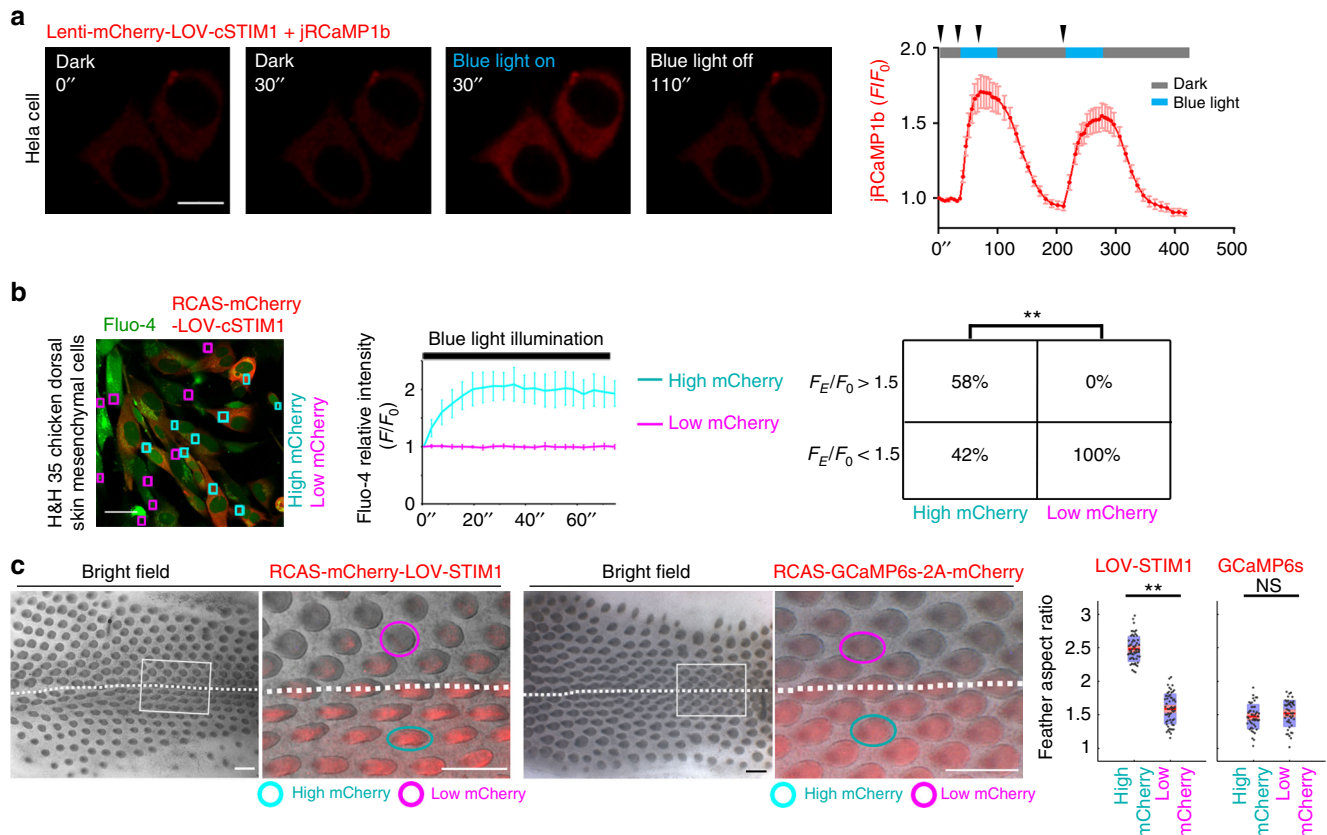 a
Lenti-mCherry-LOV-cSTIM1 + jRCaMP1b
Hela cell
Dark
0′′
Dark
30′′
Blue light on
30′′
Blue light off
110′′
jRCaMP1b (F/F0)
2.0
1.5
1.0
Dark
Blue light
0′′ 100 200 300 400 500
b
H&H 35 chicken dorsal
skin mesenchymal cells
Fluo-4
RCAS-mCherry
-LOV-cSTIM1
High mCherry
Low mCherry
Fluo-4 relative intensity
(F/F0)
Blue light illumination
2
1
0
0′′ 20′′ 40′′ 60′′
High mCherry
Low mCherry
**
FE/F0 > 1.5
58% 0%
FE/F0 < 1.5
42% 100%
High mCherry Low mCherry
c
Bright field
RCAS-mCherry-LOV-STIM1
Bright field
RCAS-GCaMP6s-2A-mCherry
High mCherry Low mCherry
High mCherry Low mCherry
LOV-STIM1 GCaMP6s
** NS
Feather aspect ratio
3
2.5
2
1.5
1
High
mCherry
Low
mCherry
High
mCherry
Low
mCherry